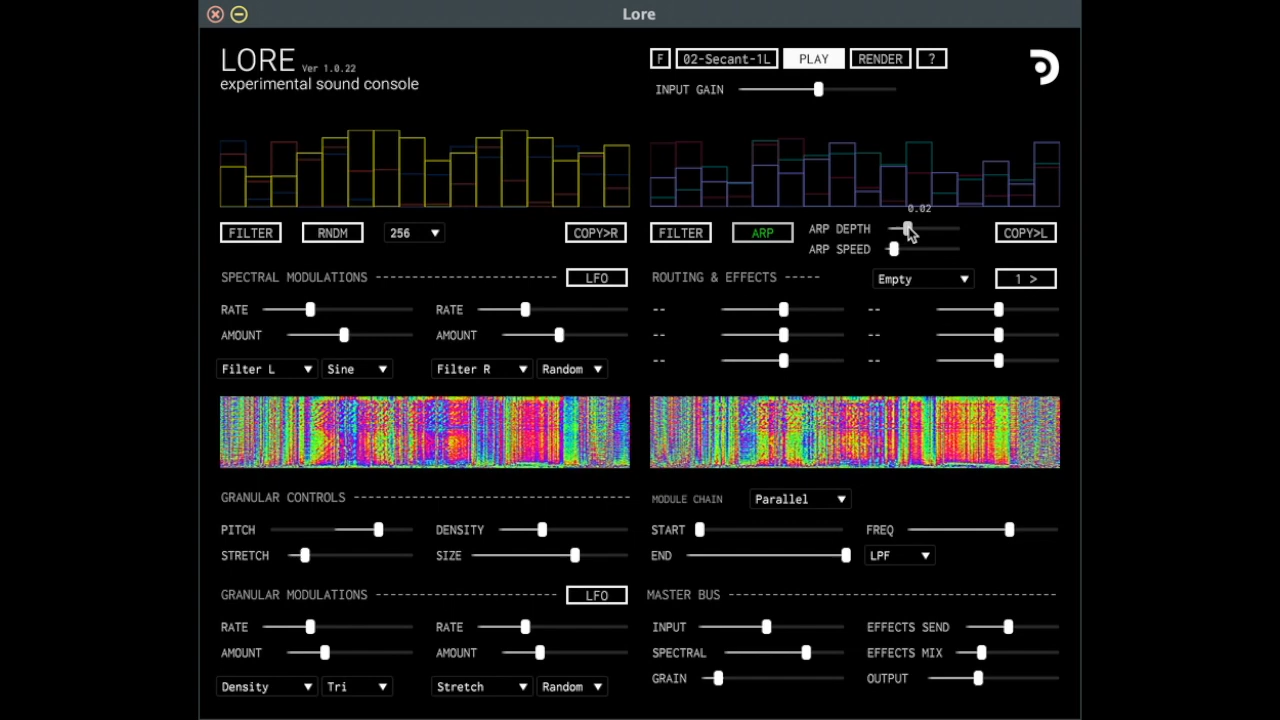 Lore
LORE Ver 1.0.22
experimental sound console
F 02-Secant-1L PLAY RENDER ?
INPUT GAIN
0.02
FILTER RNDM 256 COPY>R
FILTER ARP ARP DEPTH COPY>L
ARP SPEED
SPECTRAL MODULATIONS LFO
ROUTING & EFFECTS Empty 1 >
RATE RATE -- --
AMOUNT AMOUNT -- --
-- --
Filter L Sine Filter R Random
GRANULAR CONTROLS
MODULE CHAIN Parallel
PITCH DENSITY START FREQ
STRETCH SIZE END LPF
GRANULAR MODULATIONS LFO
MASTER BUS
RATE RATE INPUT EFFECTS SEND
AMOUNT AMOUNT SPECTRAL EFFECTS MIX
GRAIN OUTPUT
Density Tri Stretch Random